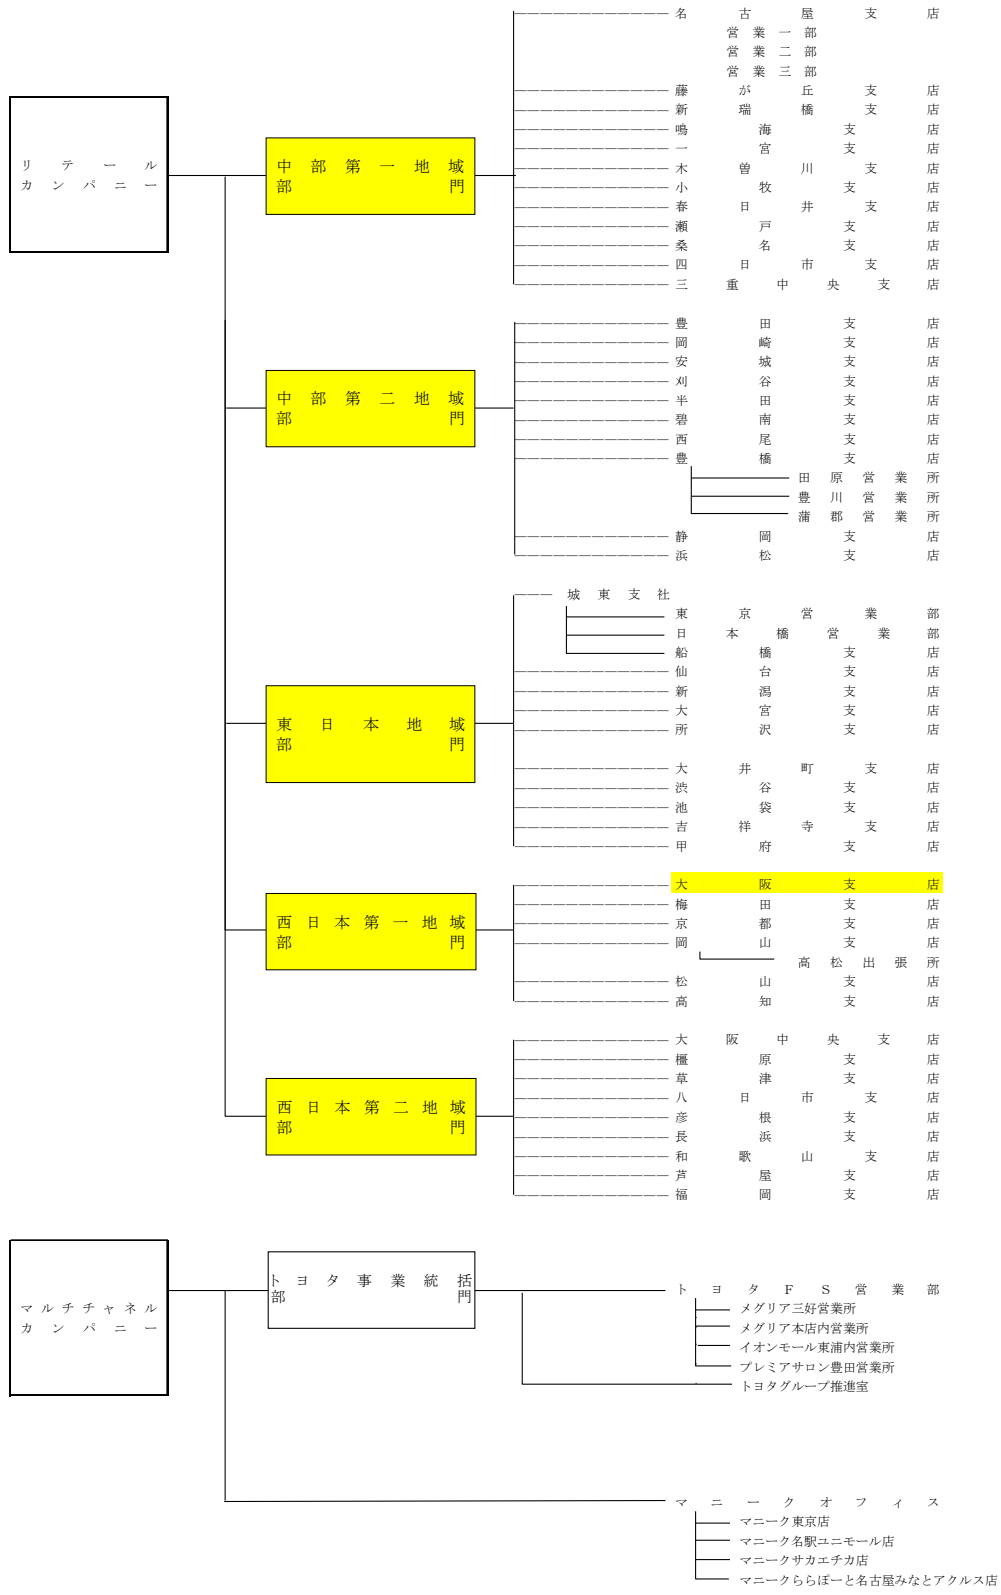 名古屋支店
営業一部
営業二部
営業三部
藤が丘支店
新瑞橋支店
鳴海支店
一宮支店
木曽川支店
小牧支店
春日井支店
瀬戸支店
桑名支店
四日市支店
三重中央支店
リテール
カンパニー
中部第一地域
部門
豊田支店
岡崎支店
安城支店
刈谷支店
半田支店
碧南支店
西尾支店
豊橋支店
田原営業所
豊川営業所
蒲郡営業所
静岡支店
浜松支店
中部第二地域
部門
城東支社
東京営業部
日本橋営業部
船橋支店
仙台支店
新潟支店
大宮支店
所沢支店
大井町支店
渋谷支店
池袋支店
吉祥寺支店
甲府支店
東日本地域
部門
大阪支店
梅田支店
京都支店
岡山支店
高松出張所
松山支店
高知支店
西日本第一地域
部門
大阪中央支店
橿原支店
草津支店
八日市支店
彦根支店
長浜支店
和歌山支店
芦屋支店
福岡支店
西日本第二地域
部門
マルチチャネル
カンパニー
トヨタ事業統括
部門
トヨタFS営業部
メグリア三好営業所
メグリア本店内営業所
イオンモール東浦内営業所
プレミアサロン豊田営業所
トヨタグループ推進室
マニークオフィス
マニーク東京店
マニーク名駅ユニモール店
マニークサカエチカ店
マニークららぽーと名古屋みなとアクルス店